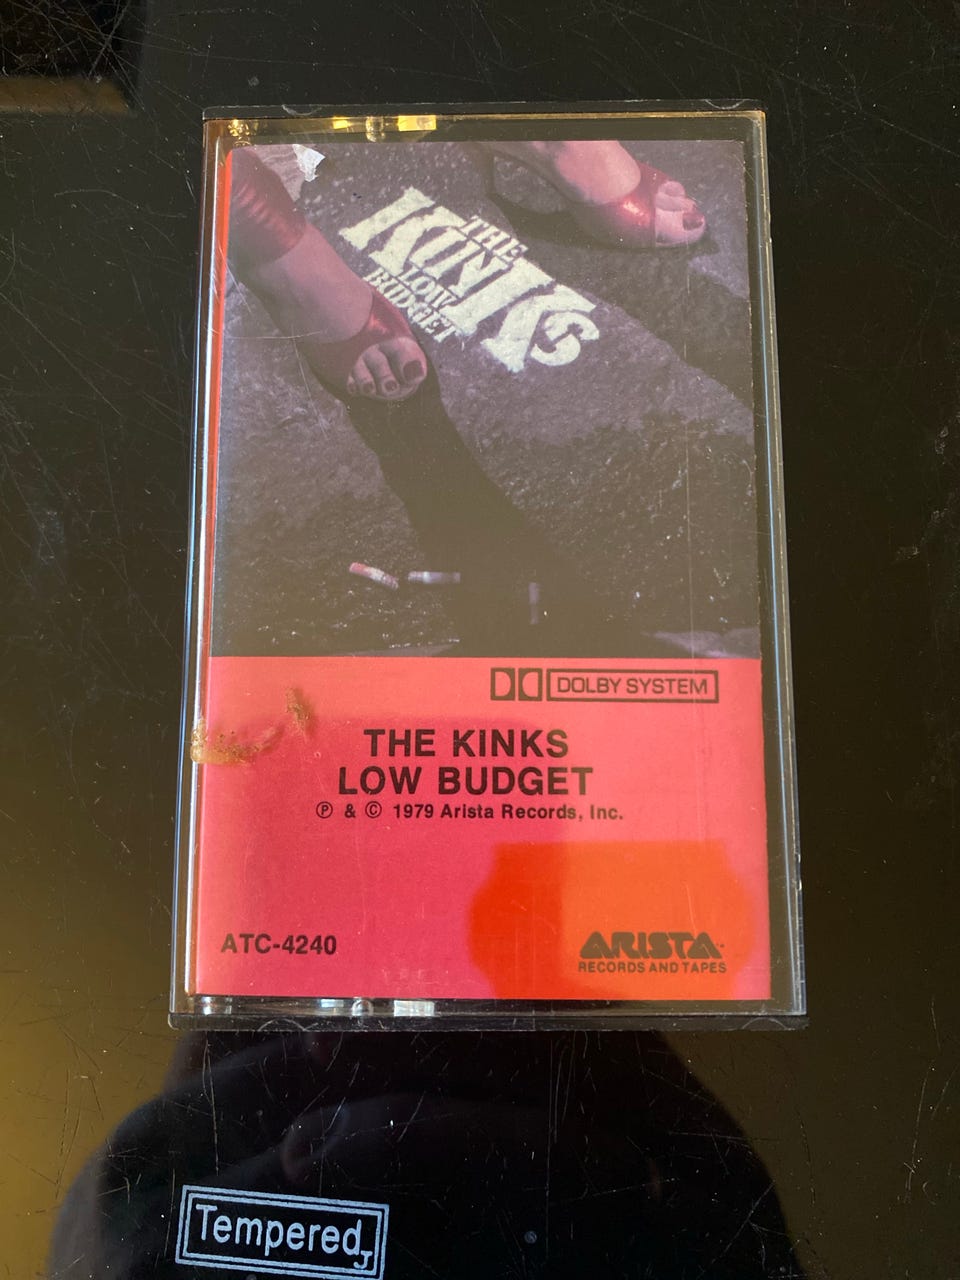 THE
KINKS
LOW
BUDGET
DOLBY SYSTEM
THE KINKS
LOW BUDGET
℗ & © 1979 Arista Records, Inc.
ATC-4240
ARISTA™
RECORDS AND TAPES
Tempered J